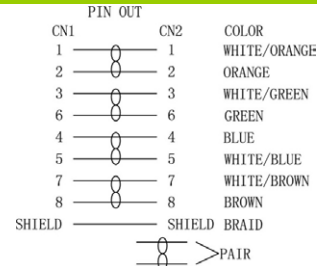 PIN OUT
CN1 CN2 COLOR
1 1 WHITE/ORANGE
2 2 ORANGE
3 3 WHITE/GREEN
6 6 GREEN
4 4 BLUE
5 5 WHITE/BLUE
7 7 WHITE/BROWN
8 8 BROWN
SHIELD SHIELD BRAID
PAIR